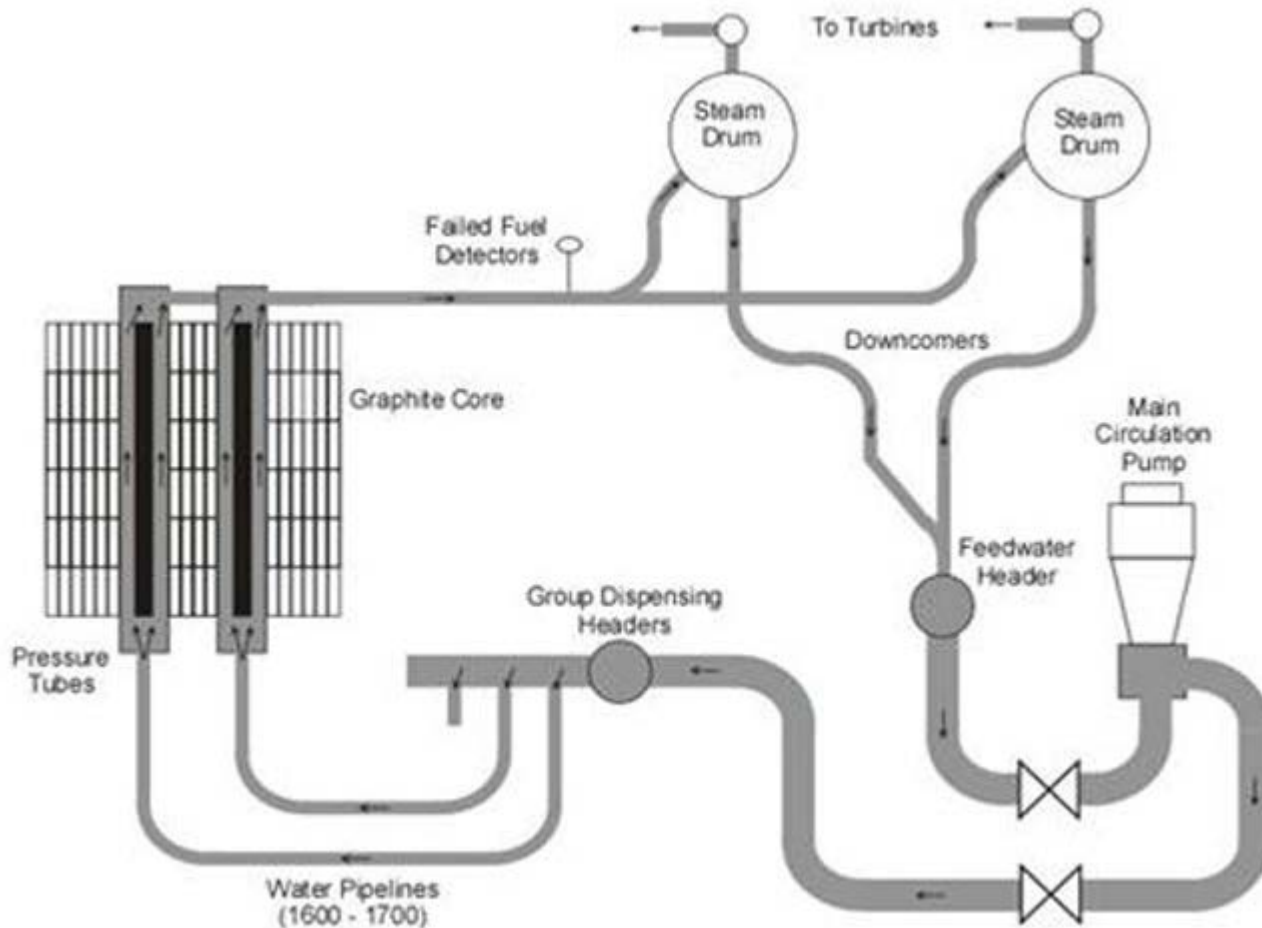 To Turbines
Steam
Drum
Steam
Drum
Failed Fuel
Detectors
Downcomers
Graphite Core
Main
Circulation
Pump
Feedwater
Header
Group Dispensing
Headers
Pressure
Tubes
Water Pipelines
(1600 - 1700)